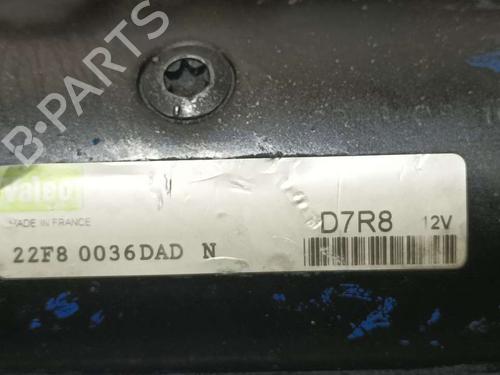 B-PARTS
Valeo
MADE IN FRANCE
D7R8 12V
22F8 0036DAD N